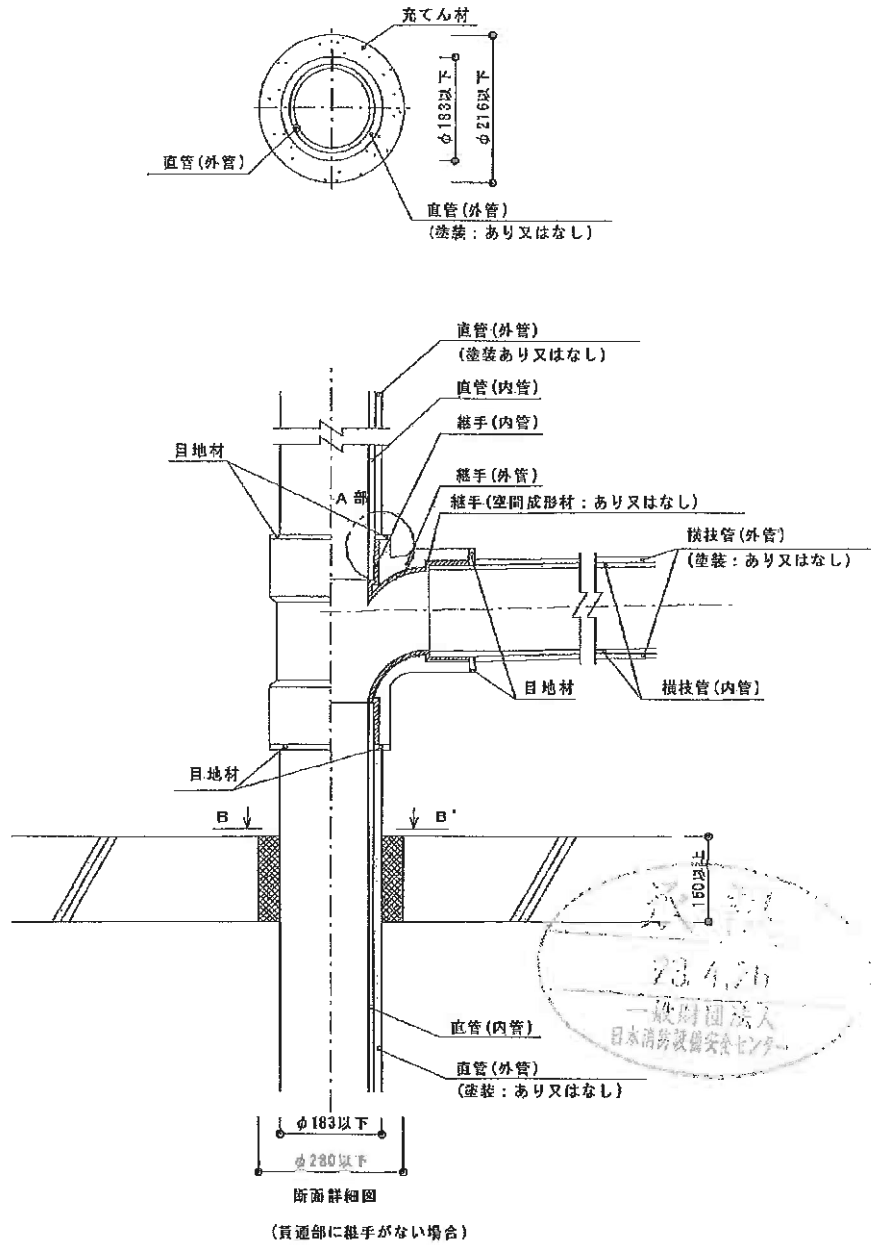 充てん材
φ183以下
φ216以下
直管(外管)
直管(外管)
(塗装：あり又はなし)
直管(外管)
(塗装あり又はなし)
直管(内管)
継手(内管)
目地材
A部
継手(外管)
継手(空間成形材：あり又はなし)
横技管(外管)
(塗装：あり又はなし)
目地材
横技管(内管)
目地材
B
B'
150以上
23.4.26
一般財団法人
日本消防設備安全センター
直管(内管)
直管(外管)
(塗装：あり又はなし)
φ183以下
φ280以下
断面詳細図
(貫通部に継手がない場合)